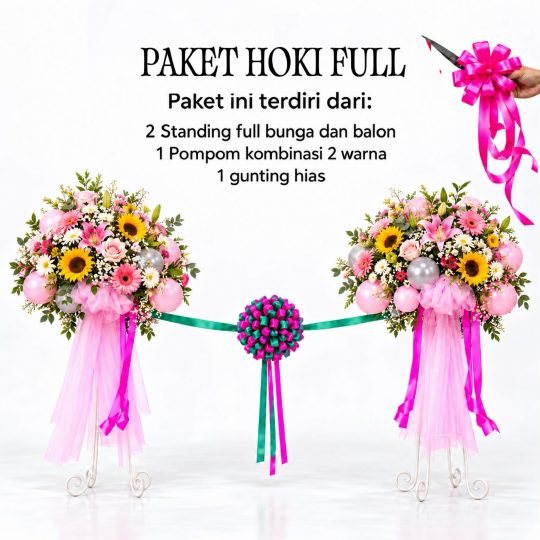 PAKET HOKI FULL
Paket ini terdiri dari:
2 Standing full bunga dan balon
1 Pompom kombinasi 2 warna
1 gunting hias